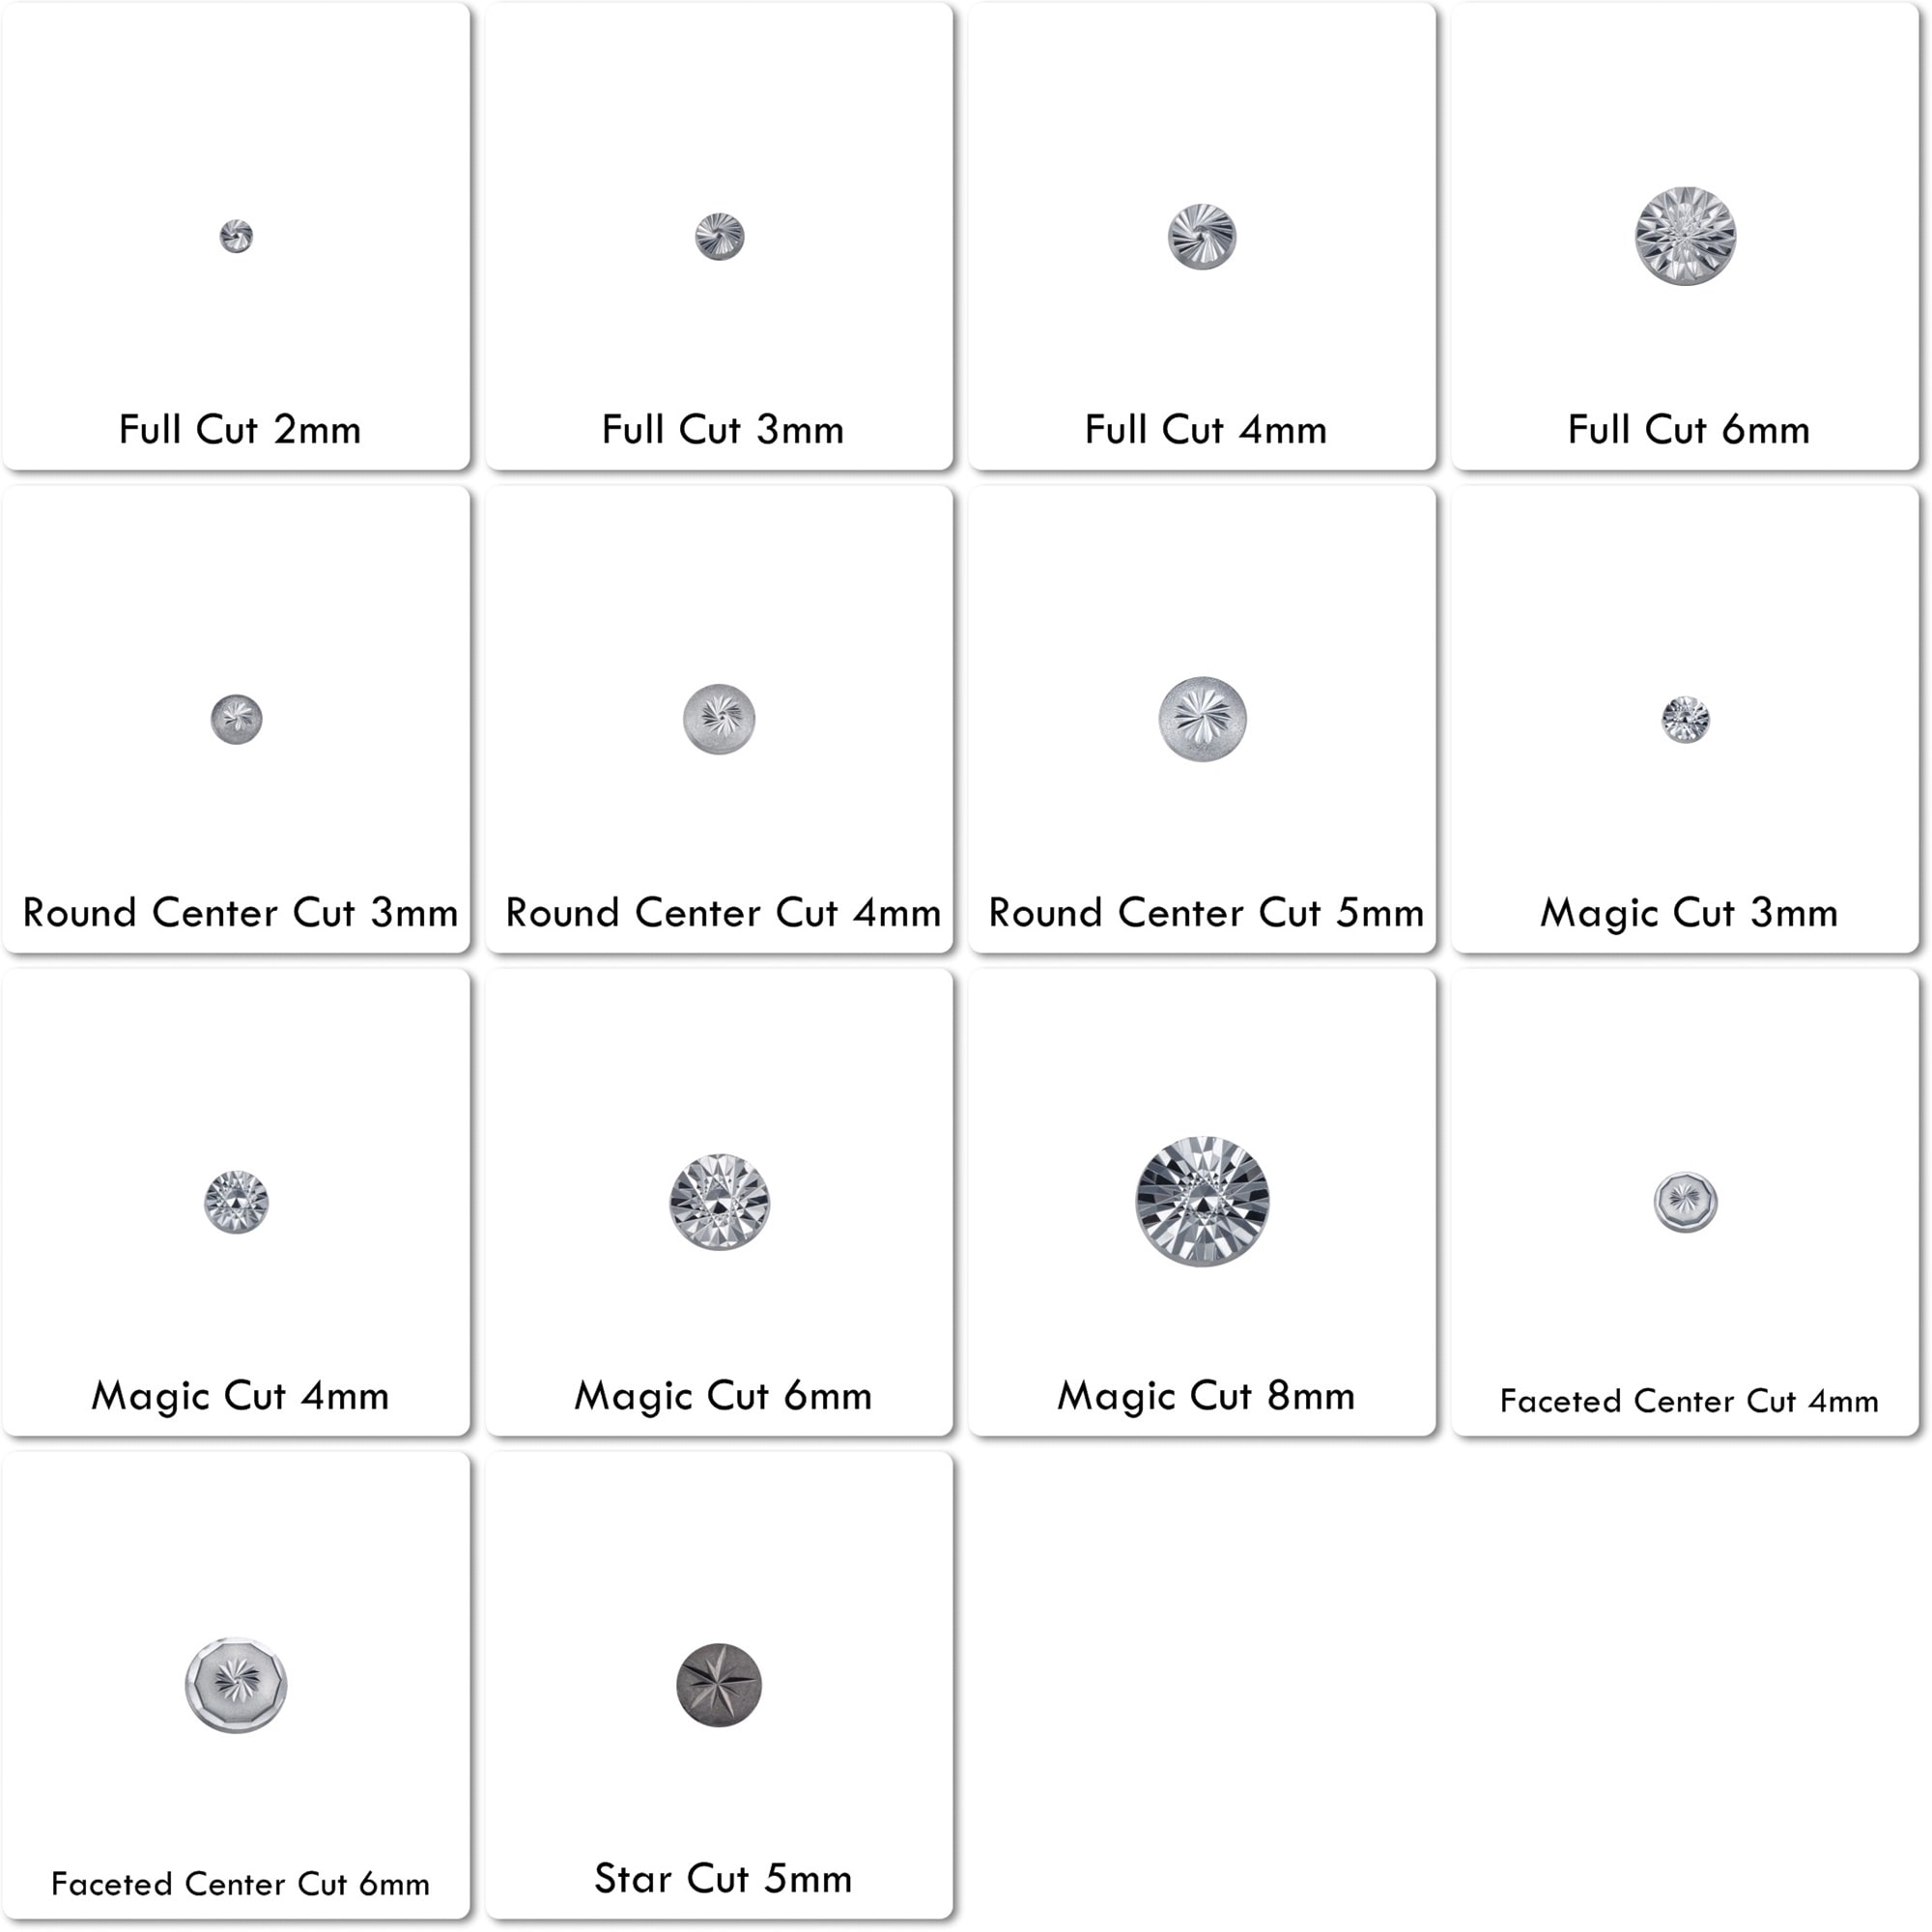 Full Cut 2mm
Full Cut 3mm
Full Cut 4mm
Full Cut 6mm
Round Center Cut 3mm
Round Center Cut 4mm
Round Center Cut 5mm
Magic Cut 3mm
Magic Cut 4mm
Magic Cut 6mm
Magic Cut 8mm
Faceted Center Cut 4mm
Faceted Center Cut 6mm
Star Cut 5mm